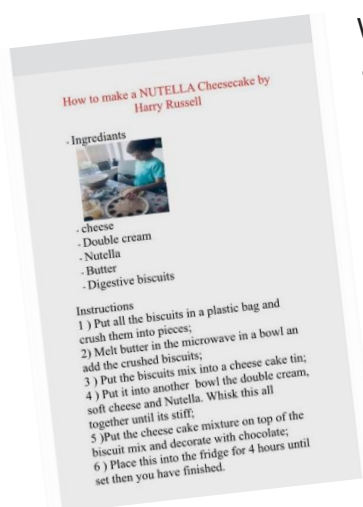 How to make a NUTELLA Cheesecake by
Harry Russell
- Ingrediants
- cheese
- Double cream
- Nutella
- Butter
- Digestive biscuits
Instructions
1 ) Put all the biscuits in a plastic bag and
crush them into pieces;
2) Melt butter in the microwave in a bowl an
add the crushed biscuits;
3 ) Put the biscuits mix into a cheese cake tin;
4 ) Put it into another bowl the double cream,
soft cheese and Nutella. Whisk this all
together until its stiff;
5 )Put the cheese cake mixture on top of the
biscuit mix and decorate with chocolate;
6 ) Place this into the fridge for 4 hours until
set then you have finished.